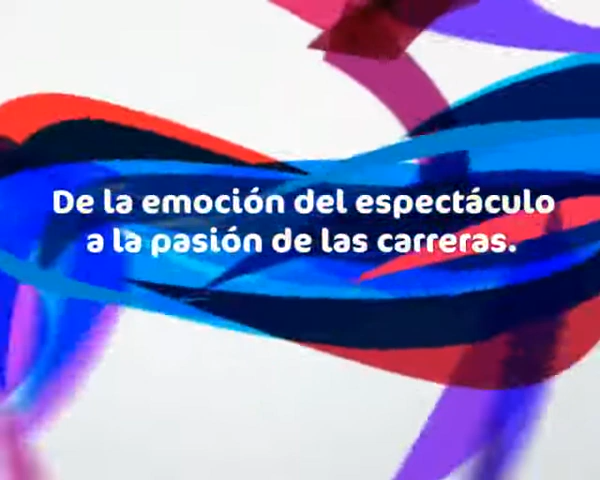 De la emoción del espectáculo
a la pasión de las carreras.